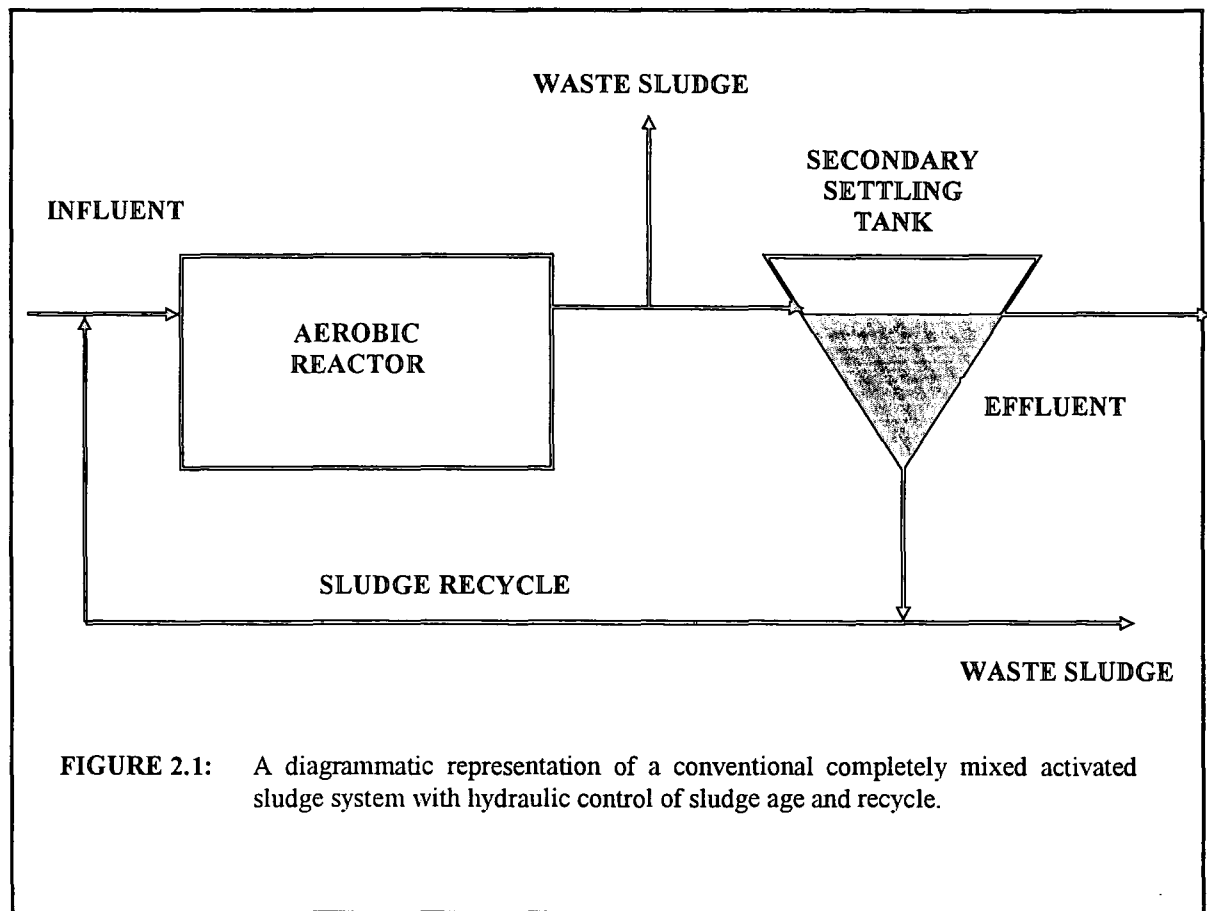 WASTE SLUDGE
SECONDARY
SETTLING
TANK
INFLUENT
AEROBIC
REACTOR
EFFLUENT
SLUDGE RECYCLE
WASTE SLUDGE
FIGURE 2.1: A diagrammatic representation of a conventional completely mixed activated
sludge system with hydraulic control of sludge age and recycle.